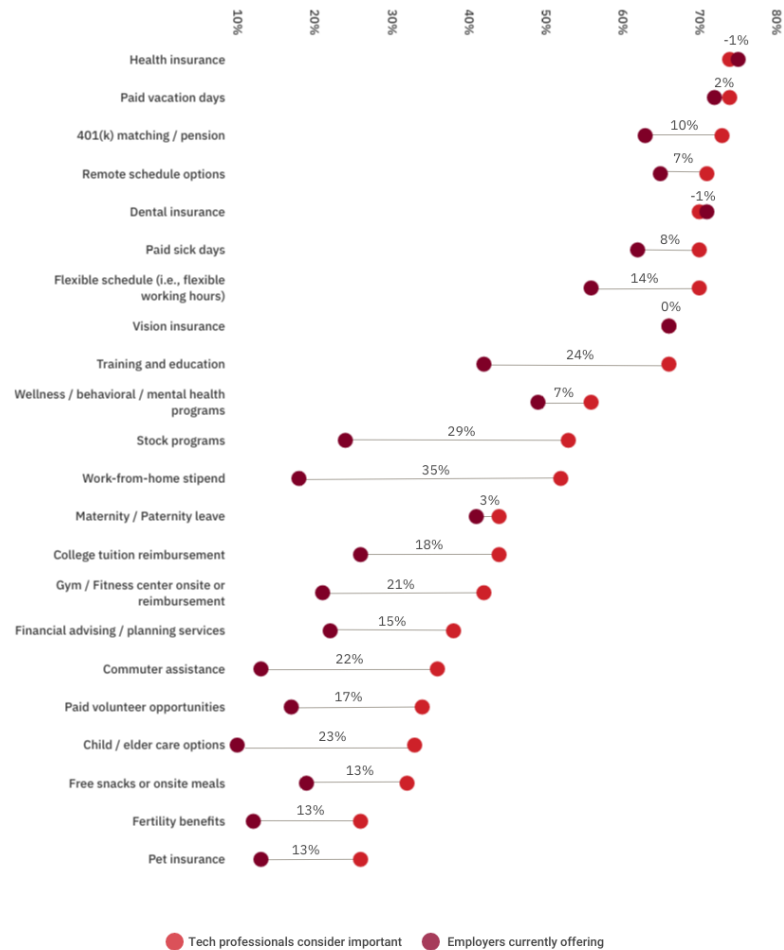 10% 20% 30% 40% 50% 60% 70% 80%
-1%
Health insurance
2%
Paid vacation days
10%
401(k) matching / pension
7%
Remote schedule options
-1%
Dental insurance
8%
Paid sick days
14%
Flexible schedule (i.e., flexible
working hours)
0%
Vision insurance
24%
Training and education
7%
Wellness / behavioral / mental health
programs
29%
Stock programs
35%
Work-from-home stipend
3%
Maternity / Paternity leave
18%
College tuition reimbursement
21%
Gym / Fitness center onsite or
reimbursement
15%
Financial advising / planning services
22%
Commuter assistance
17%
Paid volunteer opportunities
23%
Child / elder care options
13%
Free snacks or onsite meals
13%
Fertility benefits
13%
Pet insurance
Tech professionals consider important
Employers currently offering